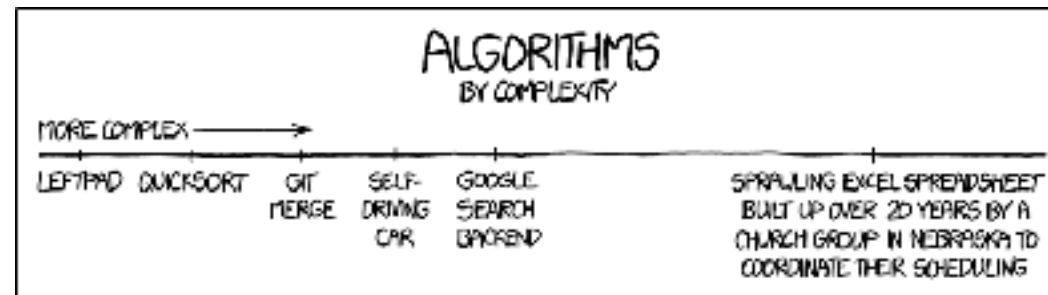 ALGORITHMS
BY COMPLEXITY
MORE COMPLEX
LEFTPAD
QUICKSORT
GIT
MERGE
SELF-
DRIVING
CAR
GOOGLE
SEARCH
BACKEND
SPRAWLING EXCEL SPREADSHEET
BUILT UP OVER 20 YEARS BY A
CHURCH GROUP IN NEBRASKA TO
COORDINATE THEIR SCHEDULING